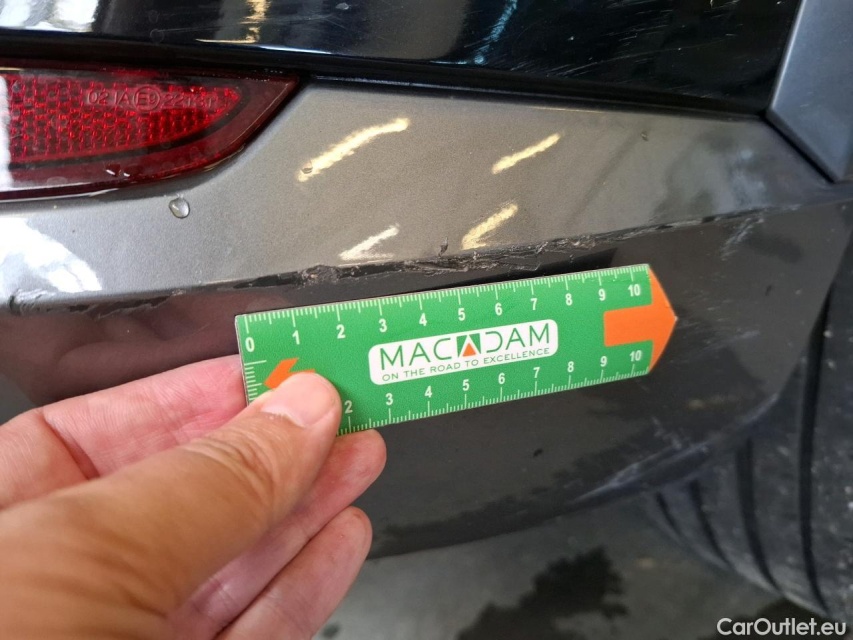 0 1 2 3 4 5 6 7 8 9 10
MACADAM
ON THE ROAD TO EXCELLENCE
2 3 4 5 6 7 8 9 10
CarOutlet.eu